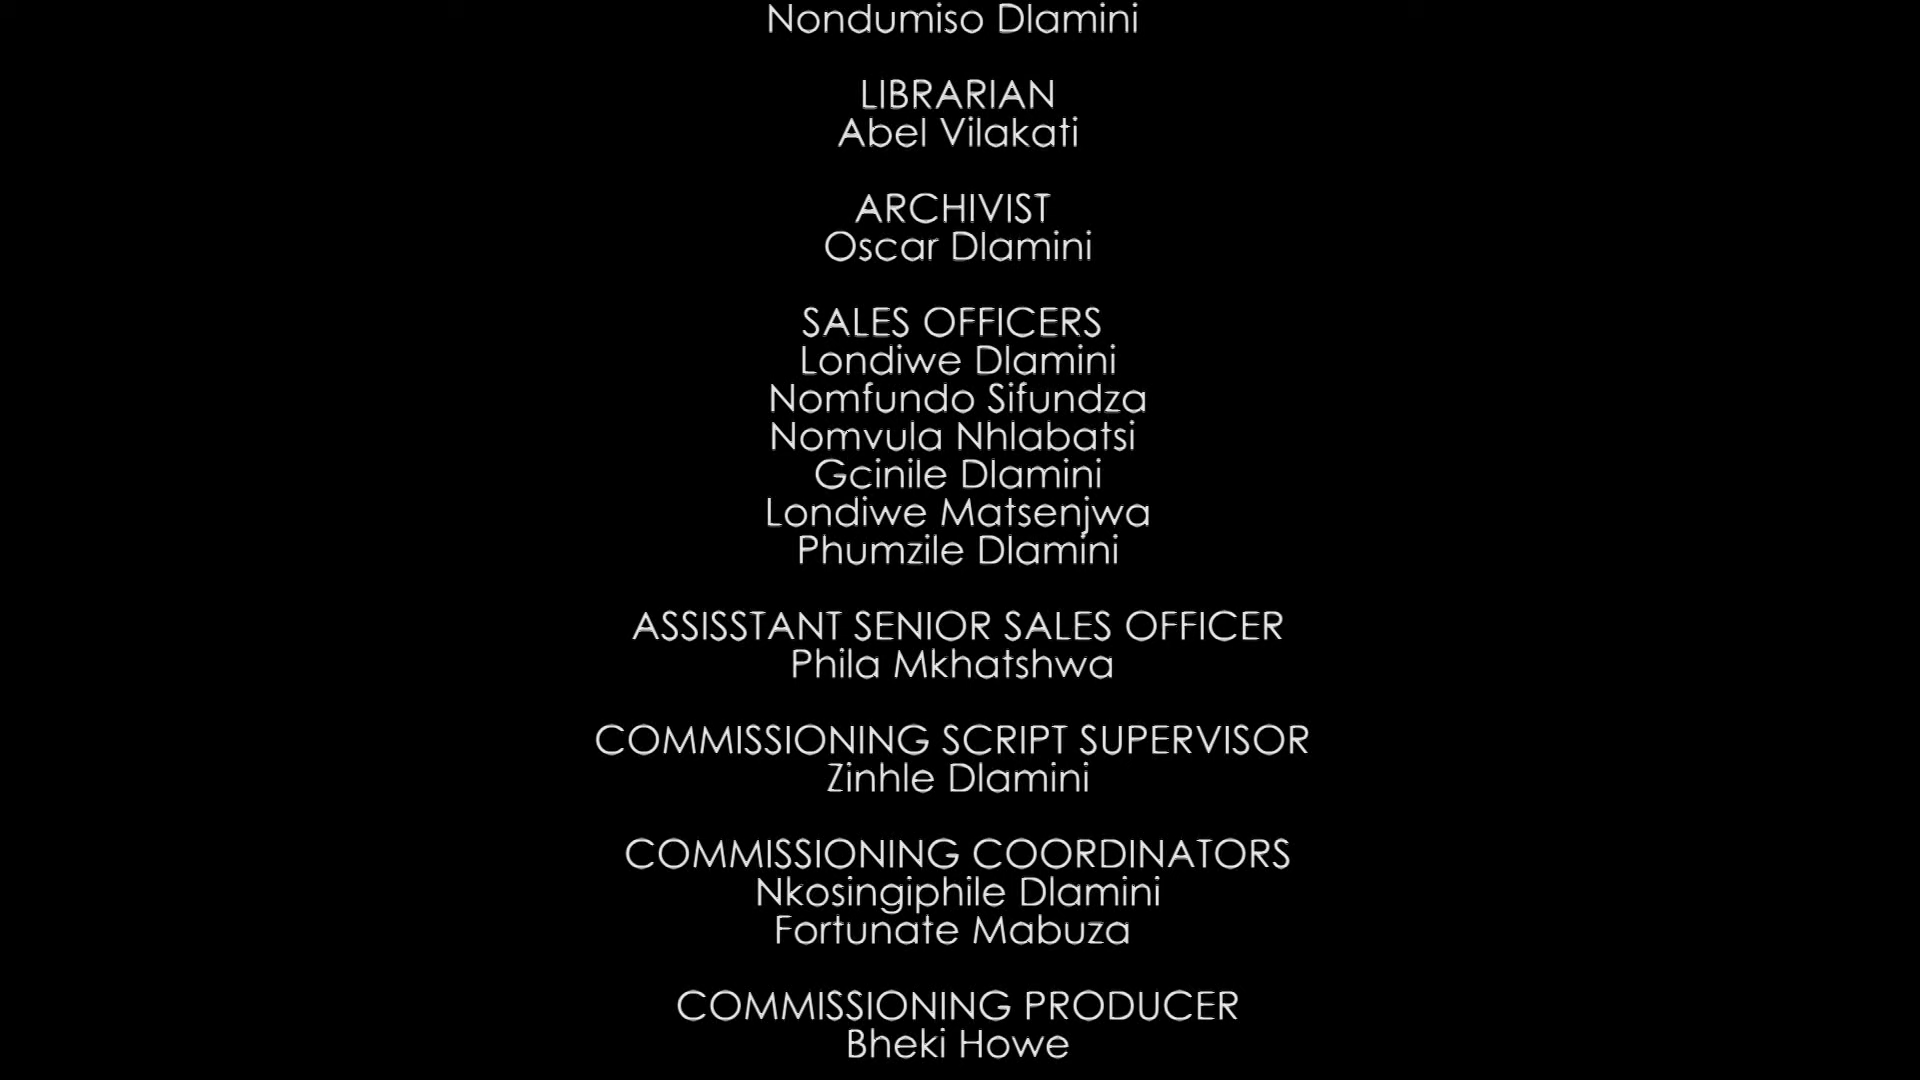 Nondumiso Dlamini
LIBRARIAN
Abel Vilakati
ARCHIVIST
Oscar Dlamini
SALES OFFICERS
Londiwe Dlamini
Nomfundo Sifundza
Nomvula Nhlabatsi
Gcinile Dlamini
Londiwe Matsenjwa
Phumzile Dlamini
ASSISSTANT SENIOR SALES OFFICER
Phila Mkhatshwa
COMMISSIONING SCRIPT SUPERVISOR
Zinhle Dlamini
COMMISSIONING COORDINATORS
Nkosingiphile Dlamini
Fortunate Mabuza
COMMISSIONING PRODUCER
Bheki Howe